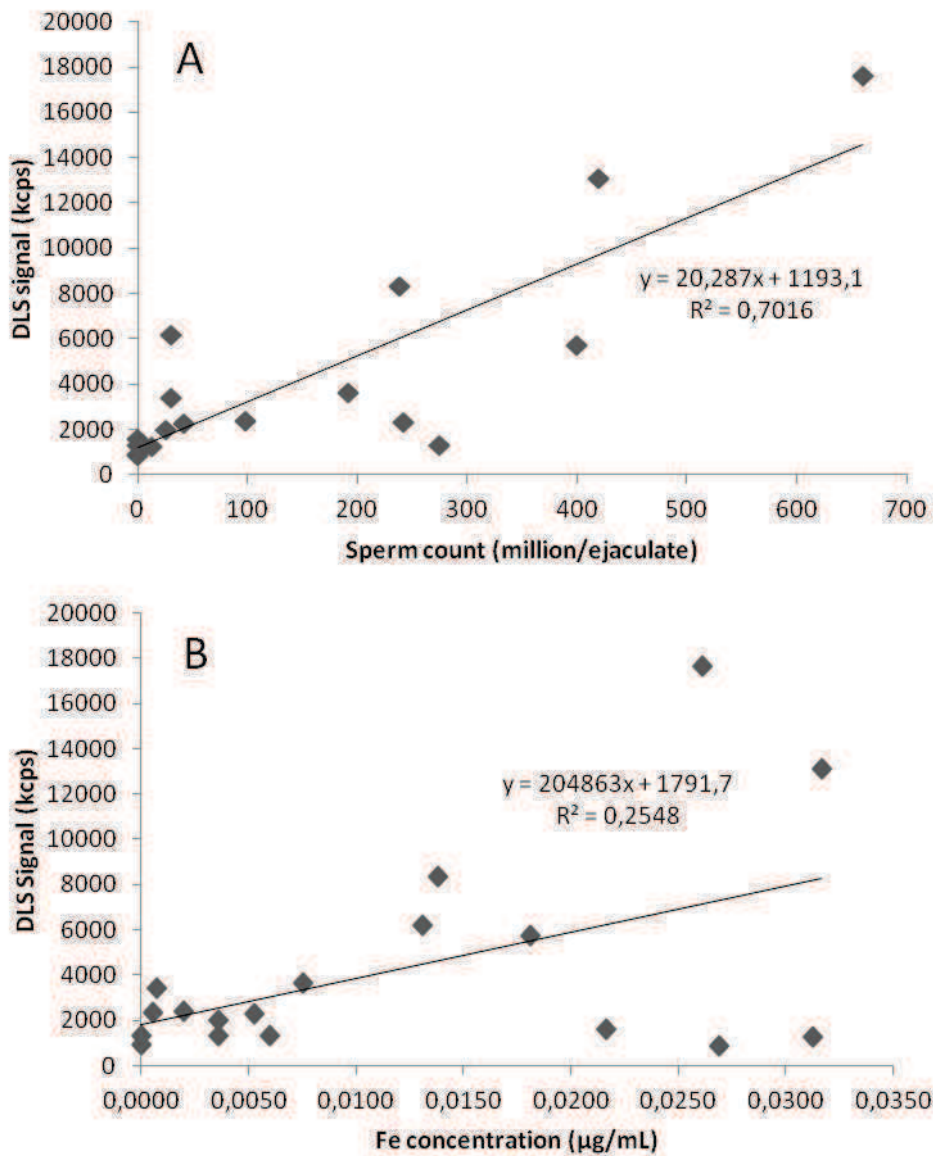 A
20000
18000
16000
14000
12000
10000
8000
6000
4000
2000
0
DLS signal (kcps)
y = 20,287x + 1193,1
R² = 0,7016
0 100 200 300 400 500 600 700
Sperm count (million/ejaculate)
B
20000
18000
16000
14000
12000
10000
8000
6000
4000
2000
0
DLS Signal (kcps)
y = 204863x + 1791,7
R² = 0,2548
0,0000 0,0050 0,0100 0,0150 0,0200 0,0250 0,0300 0,0350
Fe concentration (µg/mL)